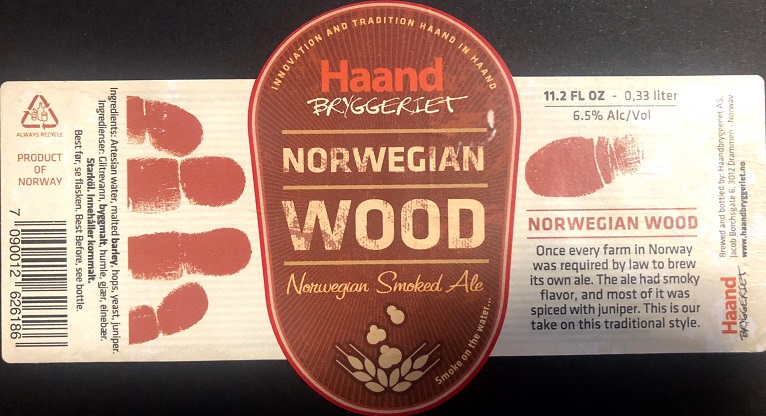 ALWAYS RECYCLE
PRODUCT
OF
NORWAY
Ingredients: Artesian water, malted barley, hops, yeast, juniper.
Ingredienser: Giltrevann, byggmalt, humle, gjær, einebær.
Starköl. Innehåller kornmalt.
Best før, se flasken. Best Before, see bottle.
7 090012 626186
INNOVATION AND TRADITION HAAND IN HAAND
Haand
BRYGGERIET
NORWEGIAN
WOOD
Norwegian Smoked Ale
Smoke on the water...
11.2 FL OZ - 0,33 liter
6.5% Alc/Vol
NORWEGIAN WOOD
Once every farm in Norway
was required by law to brew
its own ale. The ale had smoky
flavor, and most of it was
spiced with juniper. This is our
take on this traditional style.
Haand
BRYGGERIET
Brewed and bottled by: Haandbryggeriet AS,
Jacob Borchsgate 6, 3012 Drammen - Norway
www.haandbryggeriet.no